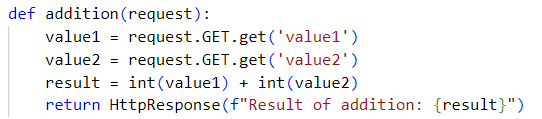 def addition(request):
    value1 = request.GET.get('value1')
    value2 = request.GET.get('value2')
    result = int(value1) + int(value2)
    return HttpResponse(f"Result of addition: {result}")